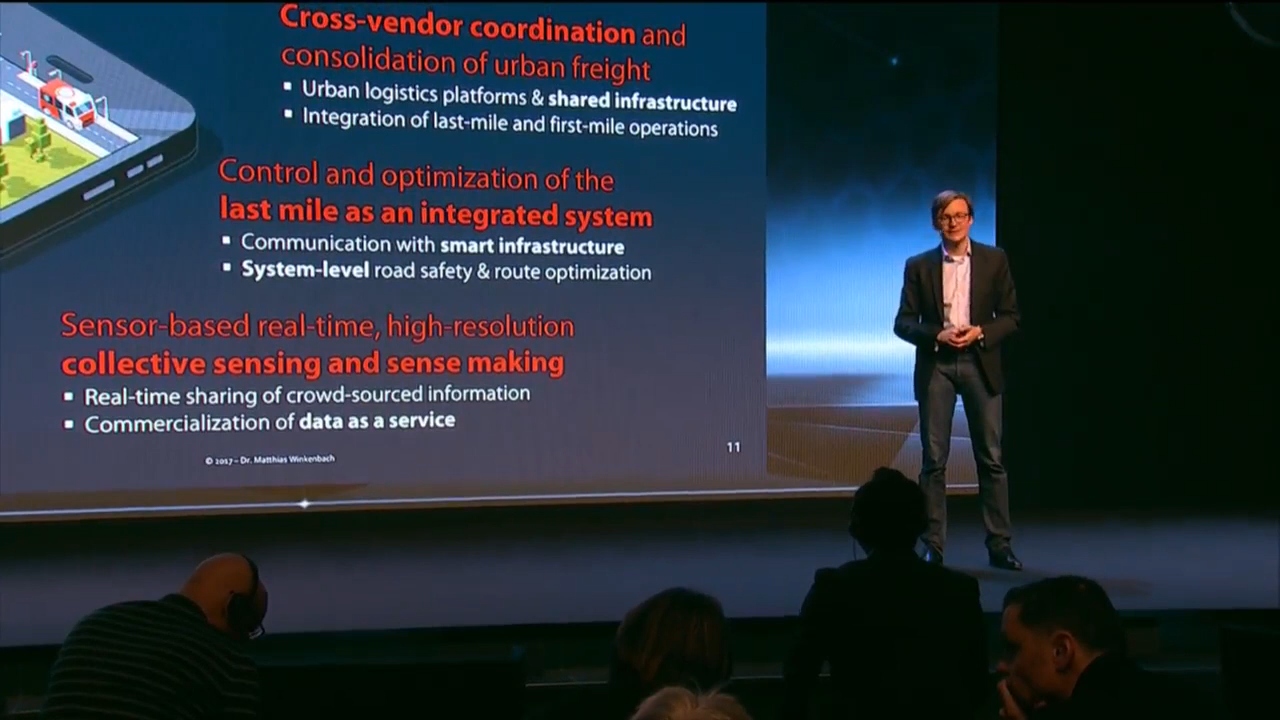 Cross-vendor coordination and
consolidation of urban freight
▪ Urban logistics platforms & shared infrastructure
▪ Integration of last-mile and first-mile operations
Control and optimization of the
last mile as an integrated system
▪ Communication with smart infrastructure
▪ System-level road safety & route optimization
Sensor-based real-time, high-resolution
collective sensing and sense making
▪ Real-time sharing of crowd-sourced information
▪ Commercialization of data as a service
© 2017 – Dr. Matthias Winkenbach
11